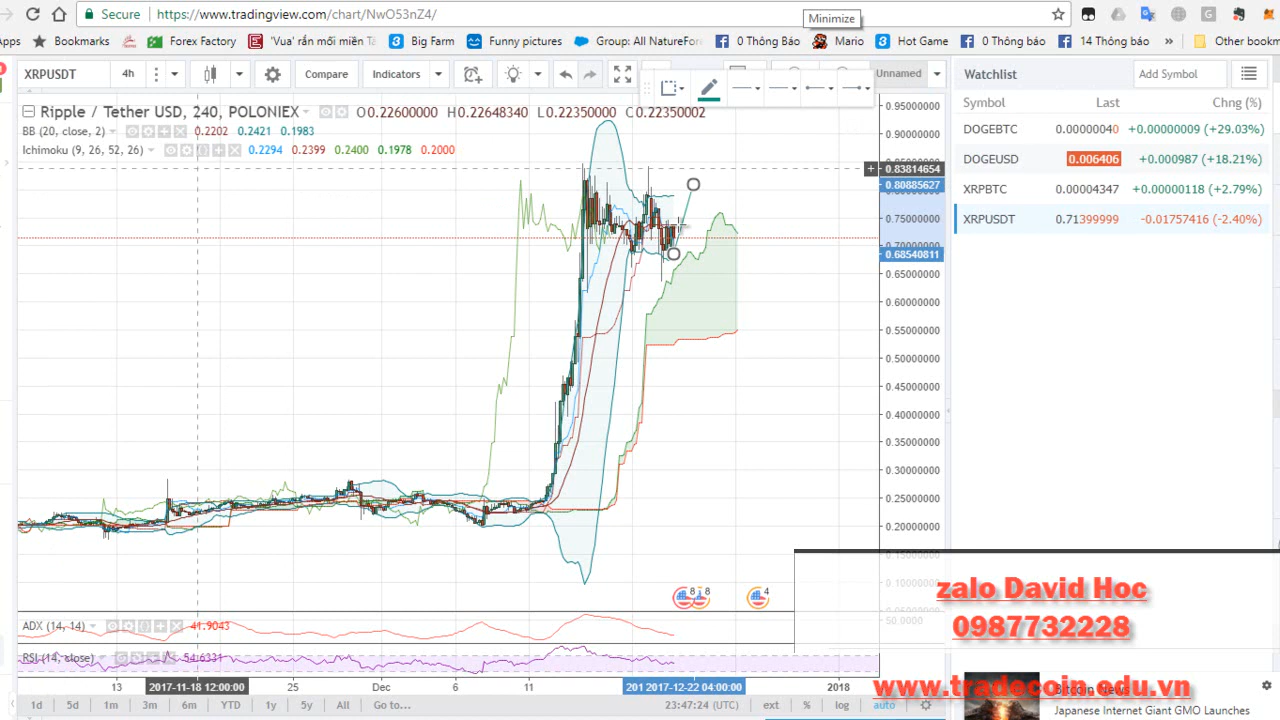 Secure
https://www.tradingview.com/chart/NwO53nZ4/
Minimize
Apps Bookmarks Forex Factory 'Vua' rắn mồi miền Tâ Big Farm Funny pictures Group: All NatureFor 0 Thông Báo Mario Hot Game 0 Thông báo 14 Thông báo » Other bookm
XRPUSDT 4h Compare Indicators Unnamed
Ripple / Tether USD, 240, POLONIEX O0.22600000 H0.22648340 L0.22350000 C0.22350002
BB (20, close, 2) 0.2202 0.2421 0.1983
Ichimoku (9, 26, 52, 26) 0.2294 0.2399 0.2400 0.1978 0.2000
0.95000000
0.90000000
0.83814654
0.80885627
0.75000000
0.70000000
0.68540811
0.65000000
0.60000000
0.55000000
0.50000000
0.45000000
0.40000000
0.35000000
0.30000000
0.25000000
0.20000000
0.15000000
0.10000000
50.0000
8 8 4
ADX (14, 14) 41.9043
RSI (14, close) 54.6331
13 2017-11-18 12:00:00 25 Dec 6 11 201 2017-12-22 04:00:00 2018
1d 5d 1m 3m 6m YTD 1y 5y All Go to... 23:47:24 (UTC) ext % log auto
Watchlist Add Symbol
Symbol Last Chng (%)
DOGEBTC 0.00000040 +0.00000009 (+29.03%)
DOGEUSD 0.006406 +0.000987 (+18.21%)
XRPBTC 0.00004347 +0.00000118 (+2.79%)
XRPUSDT 0.71399999 -0.01757416 (-2.40%)
zalo David Hoc
0987732228
www.tradecoin.edu.vn
Bitcoin News
Japanese Internet Giant GMO Launches